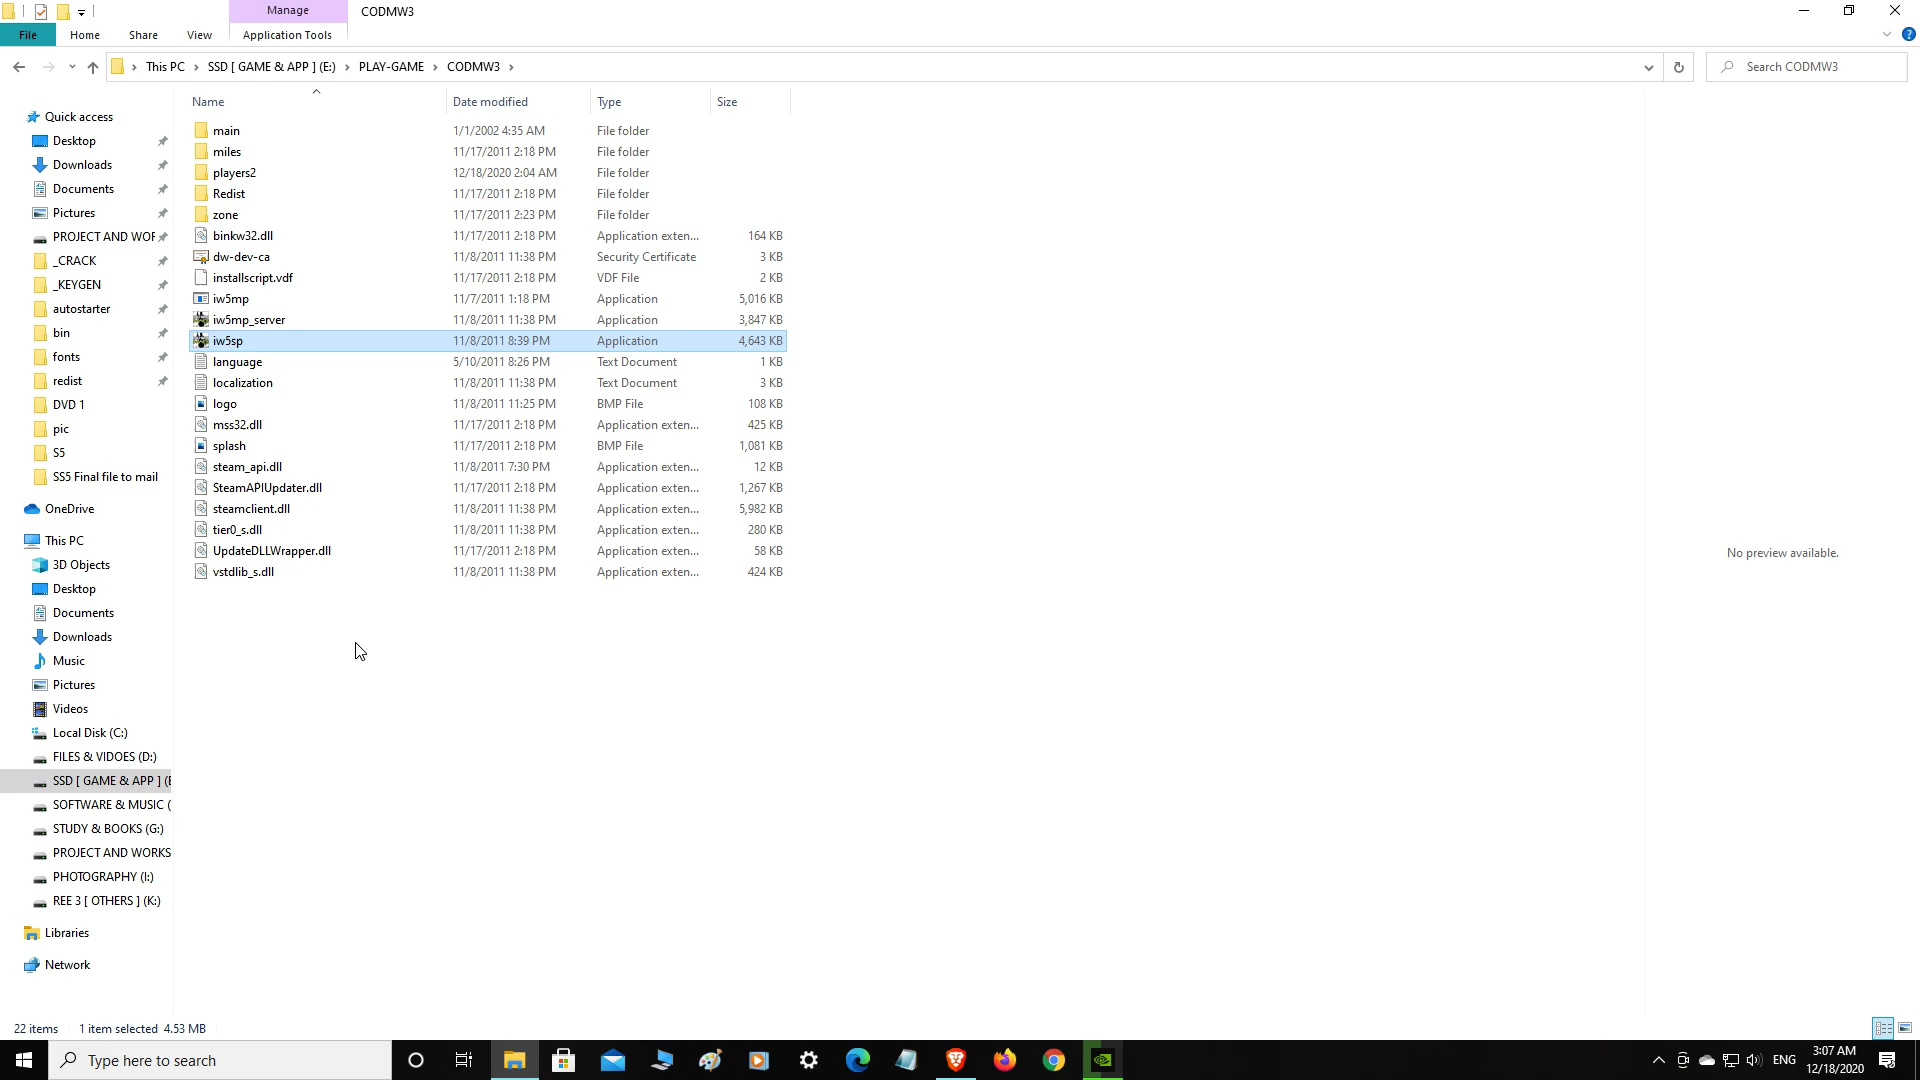 Manage
CODMW3
File
Home
Share
View
Application Tools
This PC
SSD [ GAME & APP ] (E:)
PLAY-GAME
CODMW3
Search CODMW3
Name
Date modified
Type
Size
main 1/1/2002 4:35 AM File folder
miles 11/17/2011 2:18 PM File folder
players2 12/18/2020 2:04 AM File folder
Redist 11/17/2011 2:18 PM File folder
zone 11/17/2011 2:23 PM File folder
binkw32.dll 11/17/2011 2:18 PM Application exten... 164 KB
dw-dev-ca 11/8/2011 11:38 PM Security Certificate 3 KB
installscript.vdf 11/17/2011 2:18 PM VDF File 2 KB
iw5mp 11/7/2011 1:18 PM Application 5,016 KB
iw5mp_server 11/8/2011 11:38 PM Application 3,847 KB
iw5sp 11/8/2011 8:39 PM Application 4,643 KB
language 5/10/2011 8:26 PM Text Document 1 KB
localization 11/8/2011 11:38 PM Text Document 3 KB
logo 11/8/2011 11:25 PM BMP File 108 KB
mss32.dll 11/17/2011 2:18 PM Application exten... 425 KB
splash 11/17/2011 2:18 PM BMP File 1,081 KB
steam_api.dll 11/8/2011 7:30 PM Application exten... 12 KB
SteamAPIUpdater.dll 11/17/2011 2:18 PM Application exten... 1,267 KB
steamclient.dll 11/8/2011 11:38 PM Application exten... 5,982 KB
tier0_s.dll 11/8/2011 11:38 PM Application exten... 280 KB
UpdateDLLWrapper.dll 11/17/2011 2:18 PM Application exten... 58 KB
vstdlib_s.dll 11/8/2011 11:38 PM Application exten... 424 KB
Quick access
Desktop
Downloads
Documents
Pictures
PROJECT AND WOF
_CRACK
_KEYGEN
autostarter
bin
fonts
redist
DVD 1
pic
S5
SS5 Final file to mail
OneDrive
This PC
3D Objects
Desktop
Documents
Downloads
Music
Pictures
Videos
Local Disk (C:)
FILES & VIDOES (D:)
SSD [ GAME & APP ] (E
SOFTWARE & MUSIC (
STUDY & BOOKS (G:)
PROJECT AND WORKS
PHOTOGRAPHY (I:)
REE 3 [ OTHERS ] (K:)
Libraries
Network
No preview available.
22 items
1 item selected 4.53 MB
Type here to search
ENG
3:07 AM
12/18/2020